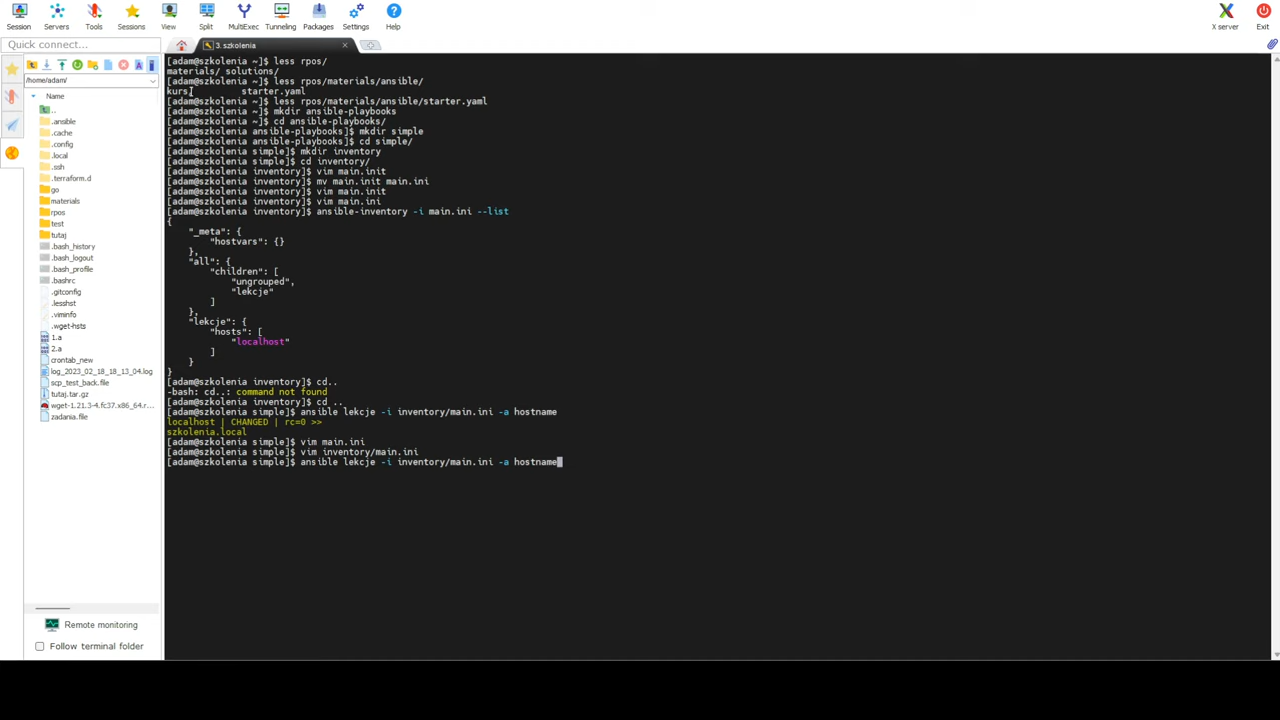 Session Servers Tools Sessions View Split MultiExec Tunneling Packages Settings Help X server Exit
Quick connect...
3. szkolenia
/home/adam/
Name
..
.ansible
.cache
.config
.local
.ssh
.terraform.d
go
materials
rpos
test
tutaj
.bash_history
.bash_logout
.bash_profile
.bashrc
.gitconfig
.lesshst
.viminfo
.wget-hsts
1.a
2.a
crontab_new
log_2023_02_18_18_13_04.log
scp_test_back.file
tutaj.tar.gz
wget-1.21.3-4.fc37.x86_64.r...
zadania.file
Remote monitoring
Follow terminal folder
[adam@szkolenia ~]$ less rpos/
materials/ solutions/
[adam@szkolenia ~]$ less rpos/materials/ansible/
kurs/ starter.yaml
[adam@szkolenia ~]$ less rpos/materials/ansible/starter.yaml
[adam@szkolenia ~]$ mkdir ansible-playbooks
[adam@szkolenia ~]$ cd ansible-playbooks/
[adam@szkolenia ansible-playbooks]$ mkdir simple
[adam@szkolenia ansible-playbooks]$ cd simple/
[adam@szkolenia simple]$ mkdir inventory
[adam@szkolenia simple]$ cd inventory/
[adam@szkolenia inventory]$ vim main.init
[adam@szkolenia inventory]$ mv main.init main.ini
[adam@szkolenia inventory]$ vim main.init
[adam@szkolenia inventory]$ vim main.ini
[adam@szkolenia inventory]$ ansible-inventory -i main.ini --list
{
"_meta": {
"hostvars": {}
},
"all": {
"children": [
"ungrouped",
"lekcje"
]
},
"lekcje": {
"hosts": [
"localhost"
]
}
}
[adam@szkolenia inventory]$ cd..
-bash: cd..: command not found
[adam@szkolenia inventory]$ cd ..
[adam@szkolenia simple]$ ansible lekcje -i inventory/main.ini -a hostname
localhost | CHANGED | rc=0 >>
szkolenia.local
[adam@szkolenia simple]$ vim main.ini
[adam@szkolenia simple]$ vim inventory/main.ini
[adam@szkolenia simple]$ ansible lekcje -i inventory/main.ini -a hostname